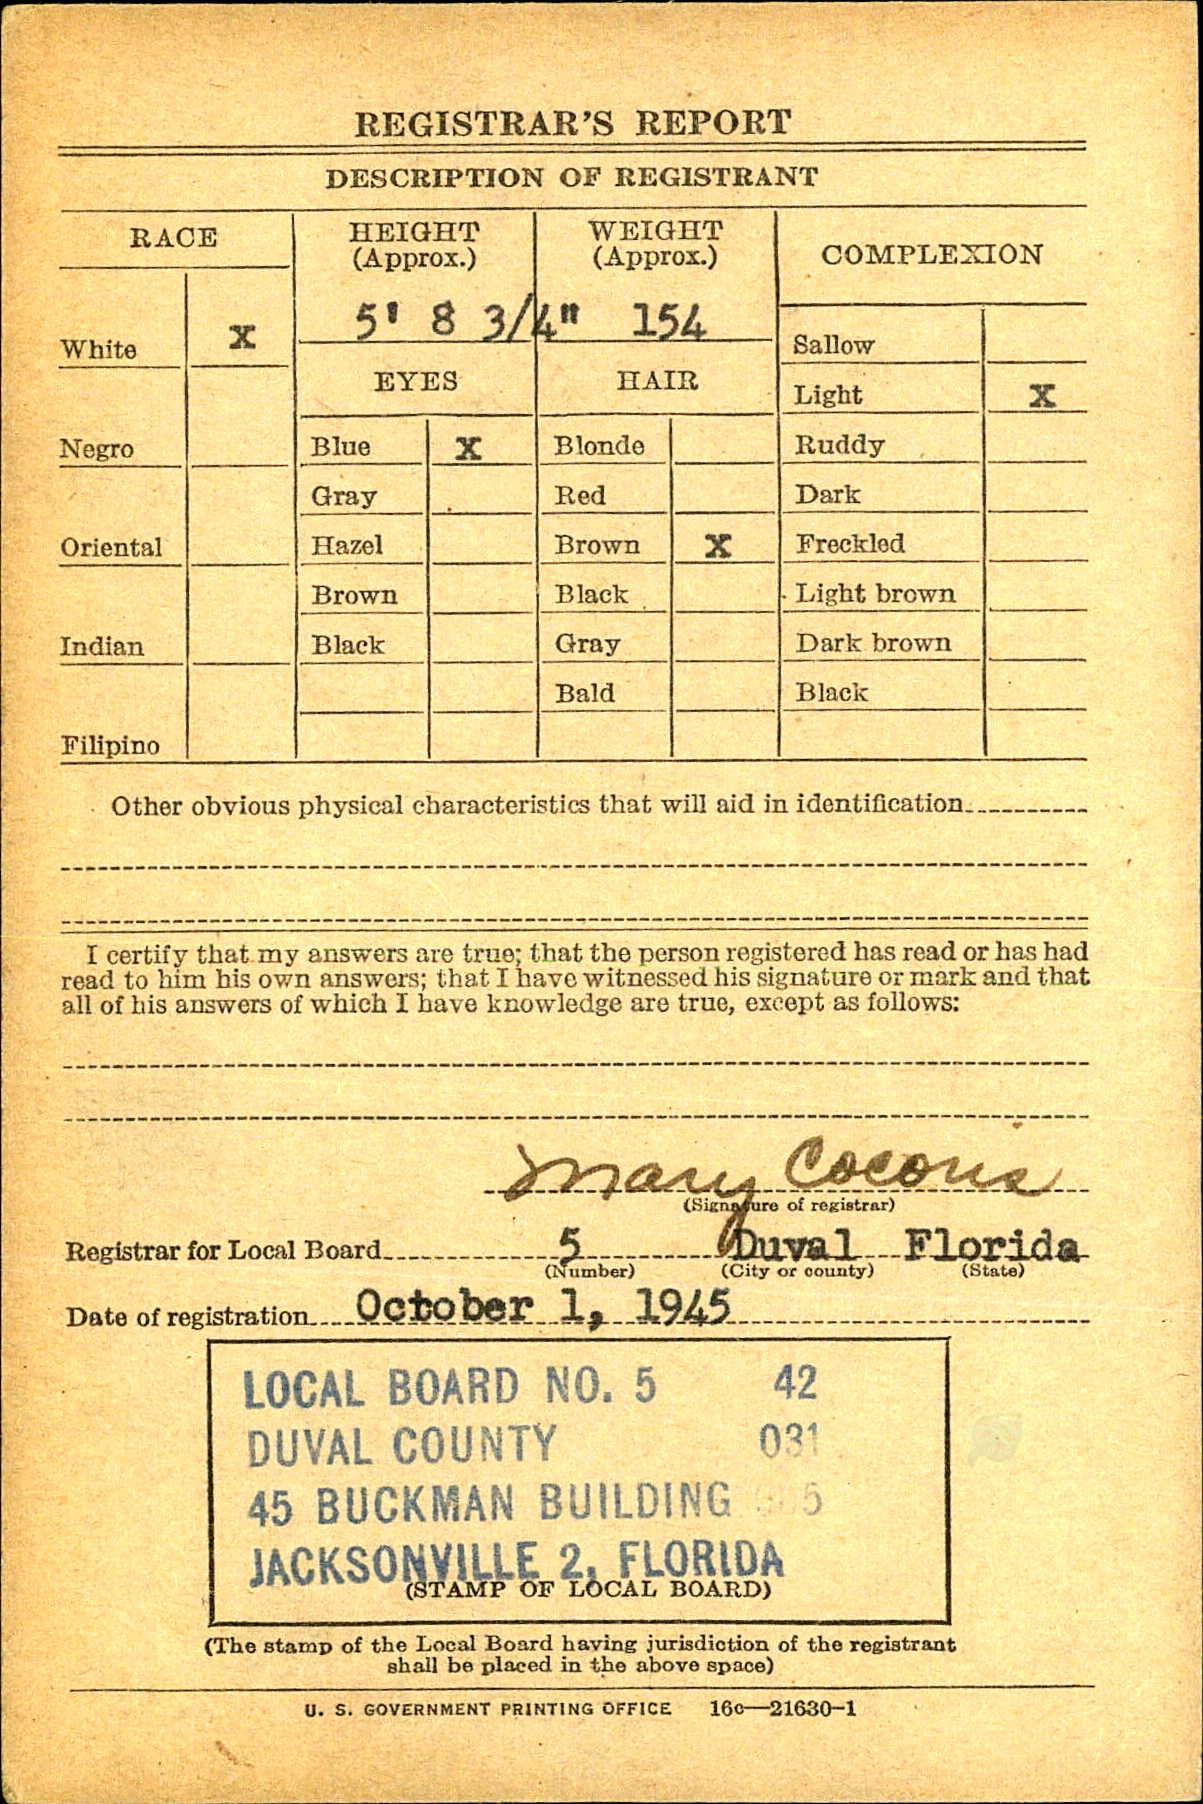 REGISTRAR'S REPORT
DESCRIPTION OF REGISTRANT
RACE
HEIGHT (Approx.)
WEIGHT (Approx.)
COMPLEXION
5' 8 3/4" 154
White X
Sallow
EYES HAIR
Light X
Negro Blue X Blonde Ruddy
Gray Red Dark
Oriental Hazel Brown X Freckled
Brown Black Light brown
Indian Black Gray Dark brown
Bald Black
Filipino
Other obvious physical characteristics that will aid in identification
I certify that my answers are true; that the person registered has read or has had
read to him his own answers; that I have witnessed his signature or mark and that
all of his answers of which I have knowledge are true, except as follows:
Mary Cocoris
(Signature of registrar)
Registrar for Local Board 5 Duval Florida
(Number) (City or county) (State)
Date of registration October 1, 1945
LOCAL BOARD NO. 5 42
DUVAL COUNTY 031
45 BUCKMAN BUILDING
JACKSONVILLE 2, FLORIDA
(STAMP OF LOCAL BOARD)
(The stamp of the Local Board having jurisdiction of the registrant
shall be placed in the above space)
U. S. GOVERNMENT PRINTING OFFICE 16c—21630-1